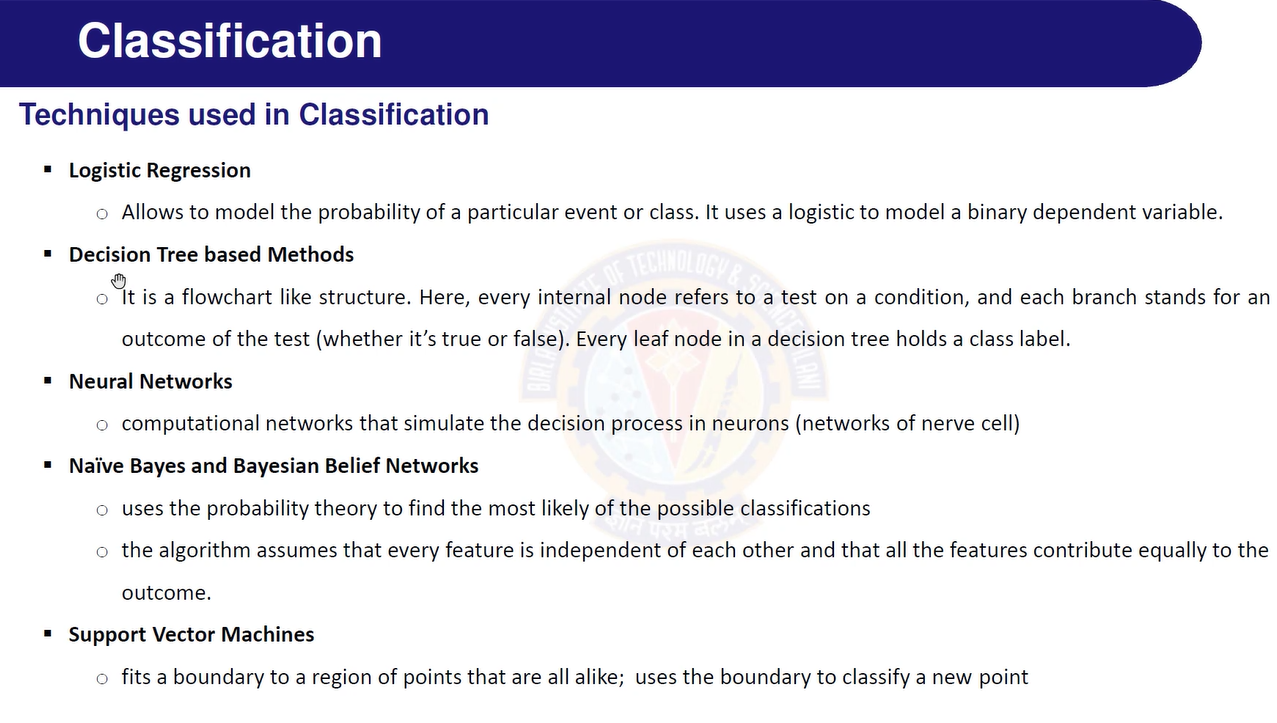 Classification
Techniques used in Classification
▪ Logistic Regression
○ Allows to model the probability of a particular event or class. It uses a logistic to model a binary dependent variable.
▪ Decision Tree based Methods
○ It is a flowchart like structure. Here, every internal node refers to a test on a condition, and each branch stands for an
outcome of the test (whether it’s true or false). Every leaf node in a decision tree holds a class label.
▪ Neural Networks
○ computational networks that simulate the decision process in neurons (networks of nerve cell)
▪ Naïve Bayes and Bayesian Belief Networks
○ uses the probability theory to find the most likely of the possible classifications
○ the algorithm assumes that every feature is independent of each other and that all the features contribute equally to the
outcome.
▪ Support Vector Machines
○ fits a boundary to a region of points that are all alike;  uses the boundary to classify a new point